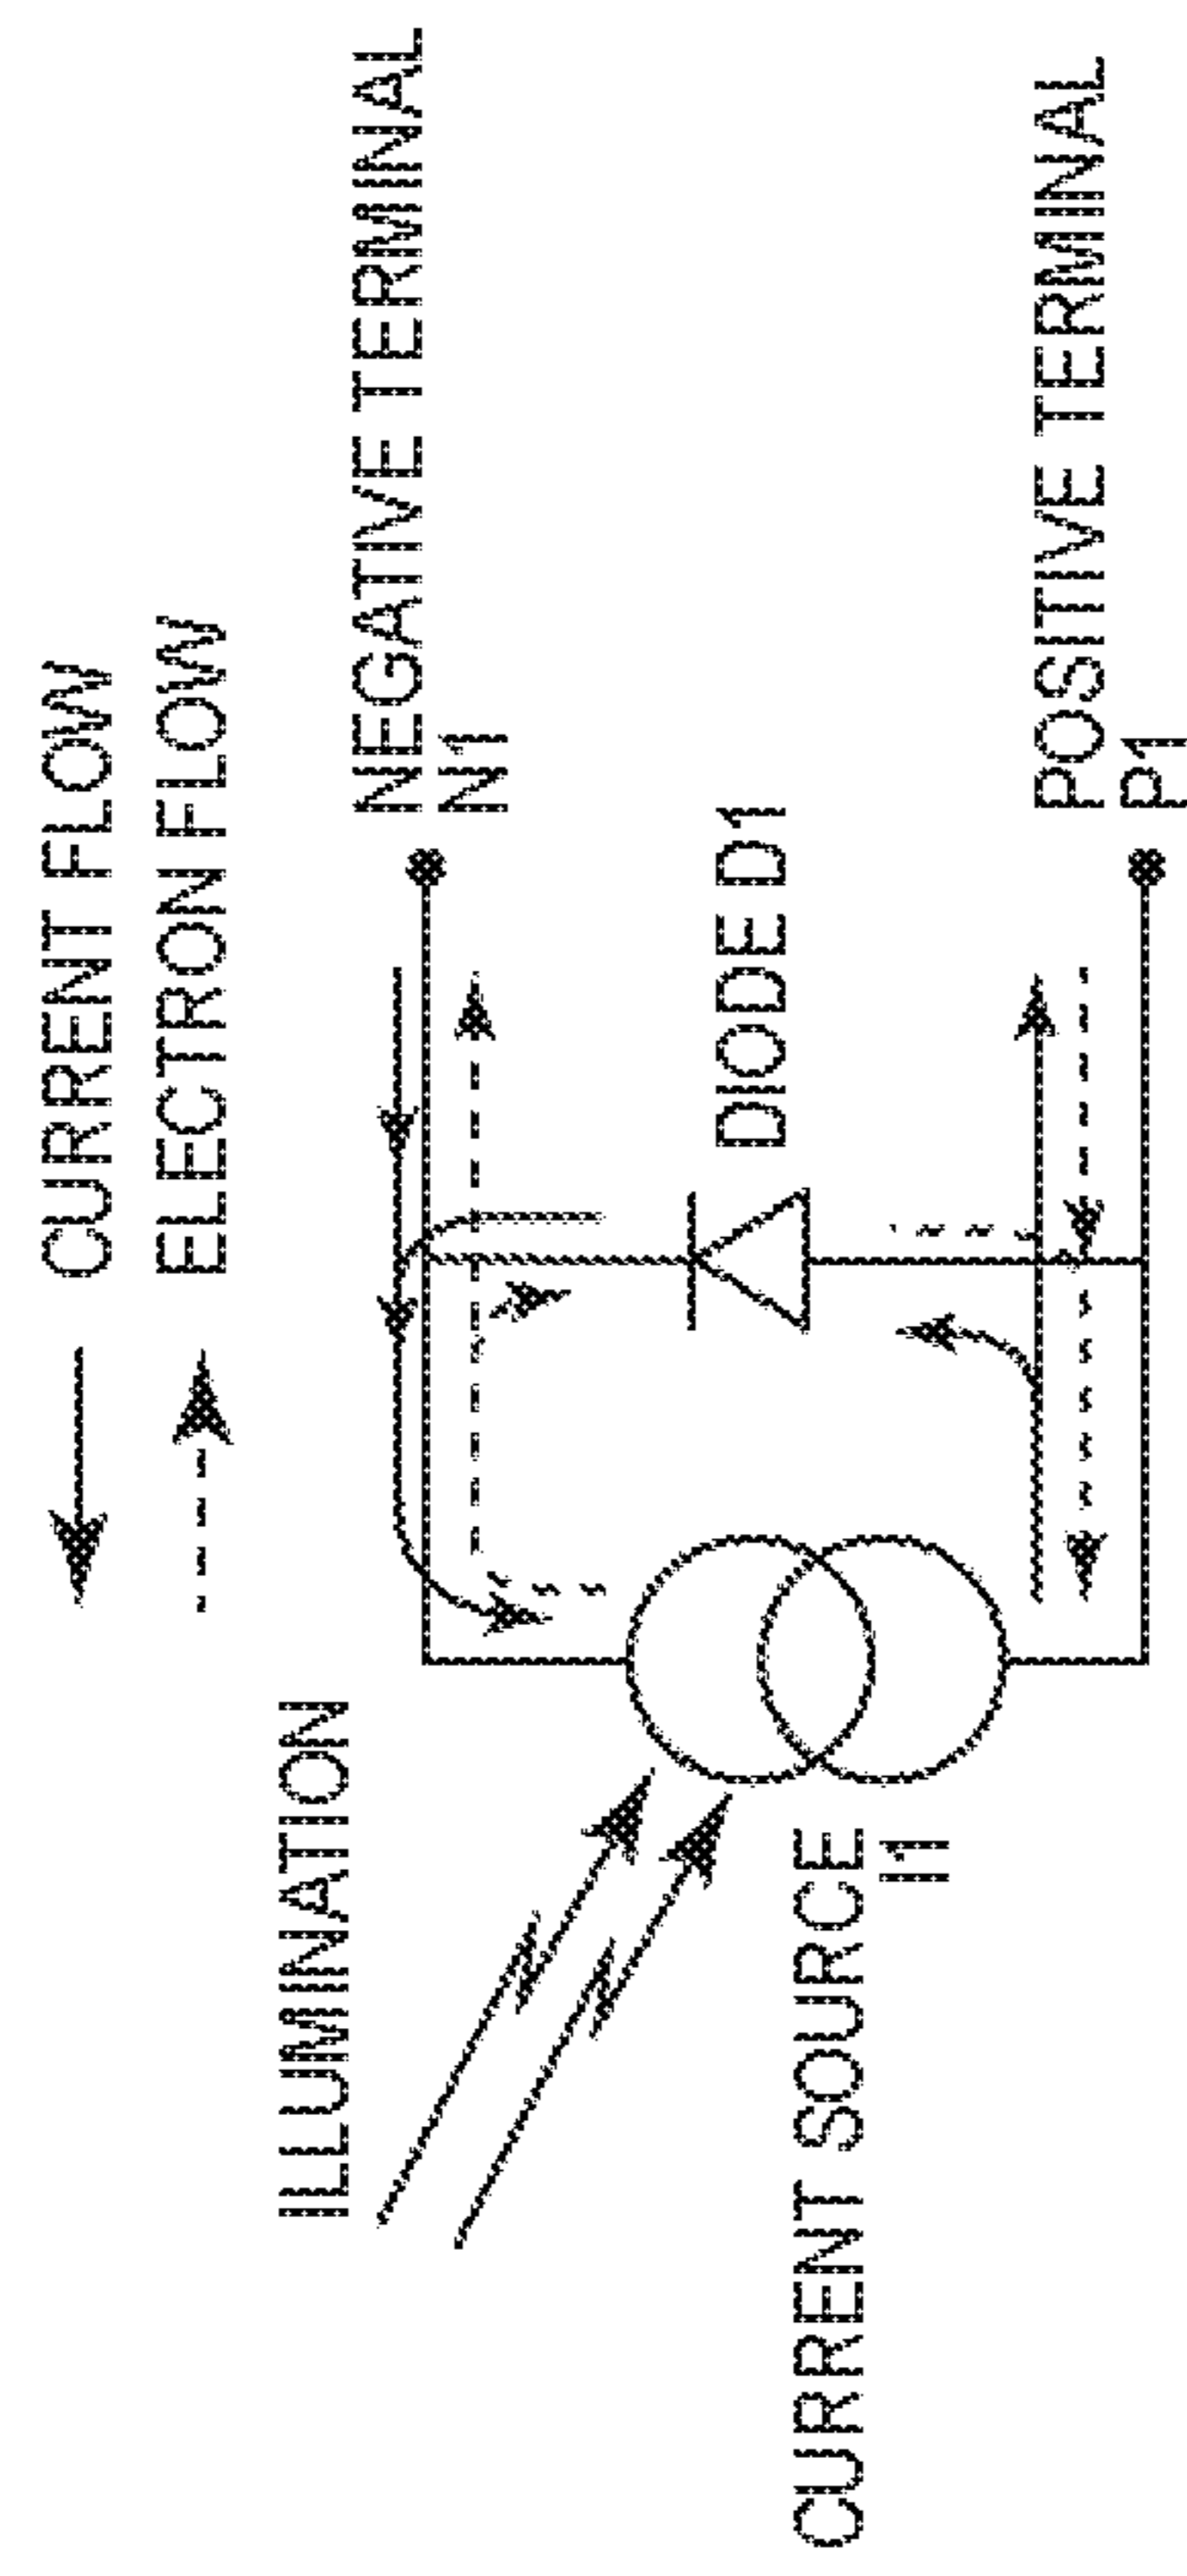 CURRENT FLOW
ELECTRON FLOW
ILLUMINATION
NEGATIVE TERMINAL
N1
DIODE D1
CURRENT SOURCE
I1
POSITIVE TERMINAL
P1